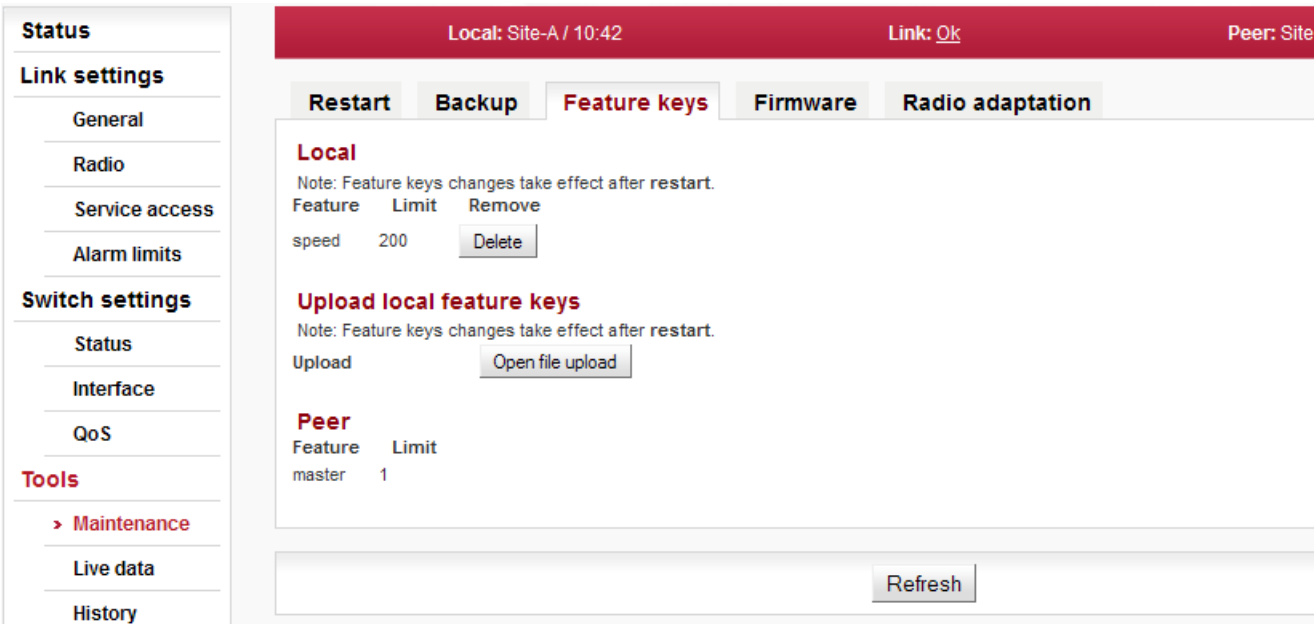 Status
Link settings
General
Radio
Service access
Alarm limits
Switch settings
Status
Interface
QoS
Tools
Maintenance
Live data
History
Local: Site-A / 10:42 Link: Ok Peer: Site
Restart Backup Feature keys Firmware Radio adaptation
Local
Note: Feature keys changes take effect after restart.
Feature Limit Remove
speed 200 Delete
Upload local feature keys
Note: Feature keys changes take effect after restart.
Upload Open file upload
Peer
Feature Limit
master 1
Refresh